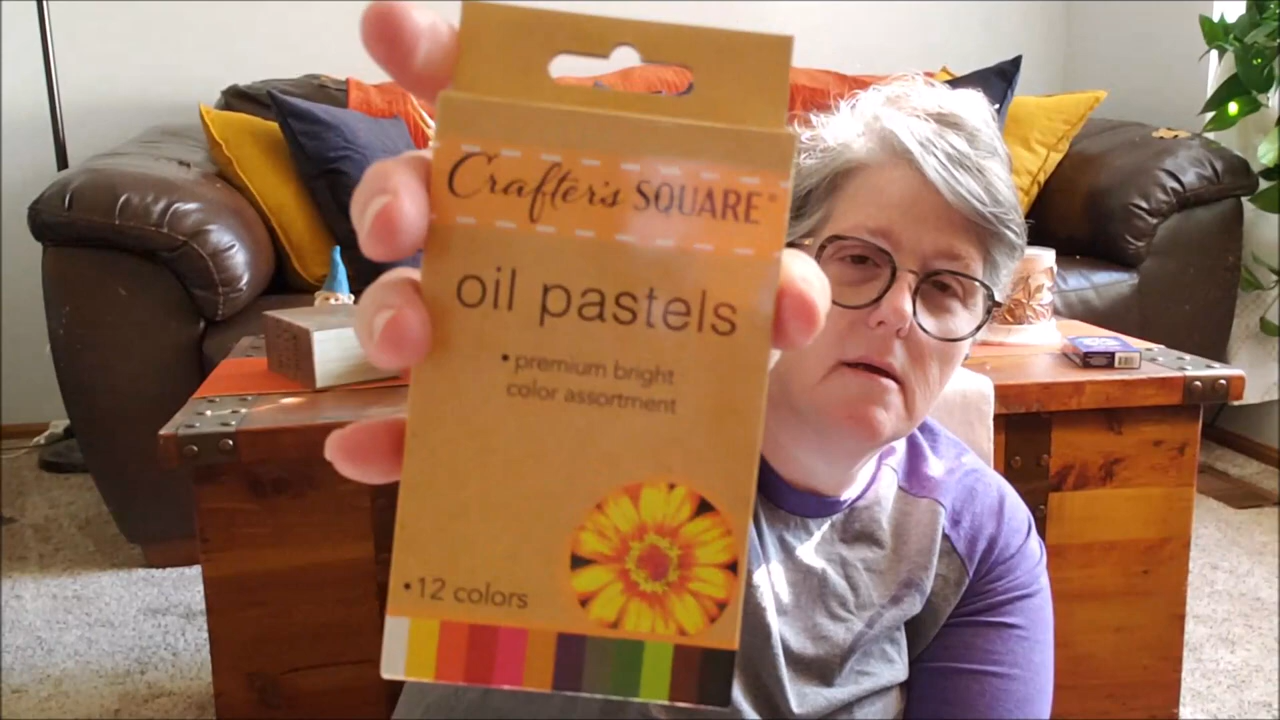 Crafter's SQUARE®
oil pastels
• premium bright
color assortment
• 12 colors